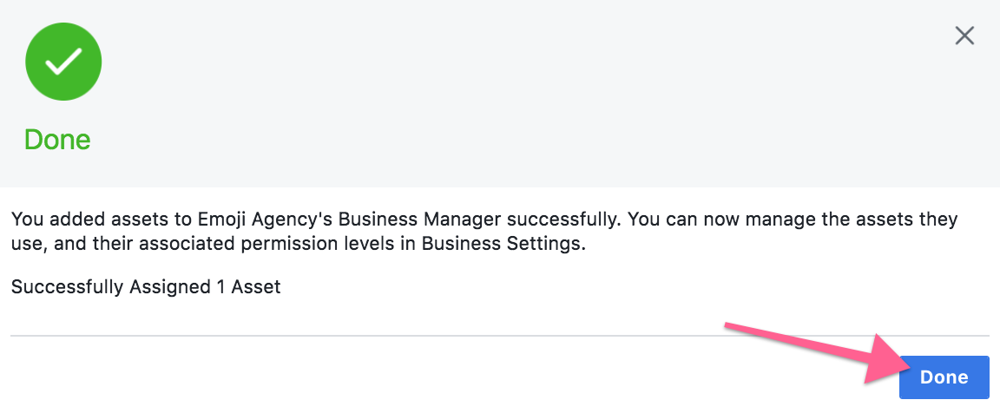 Done
You added assets to Emoji Agency's Business Manager successfully. You can now manage the assets they
use, and their associated permission levels in Business Settings.
Successfully Assigned 1 Asset
Done